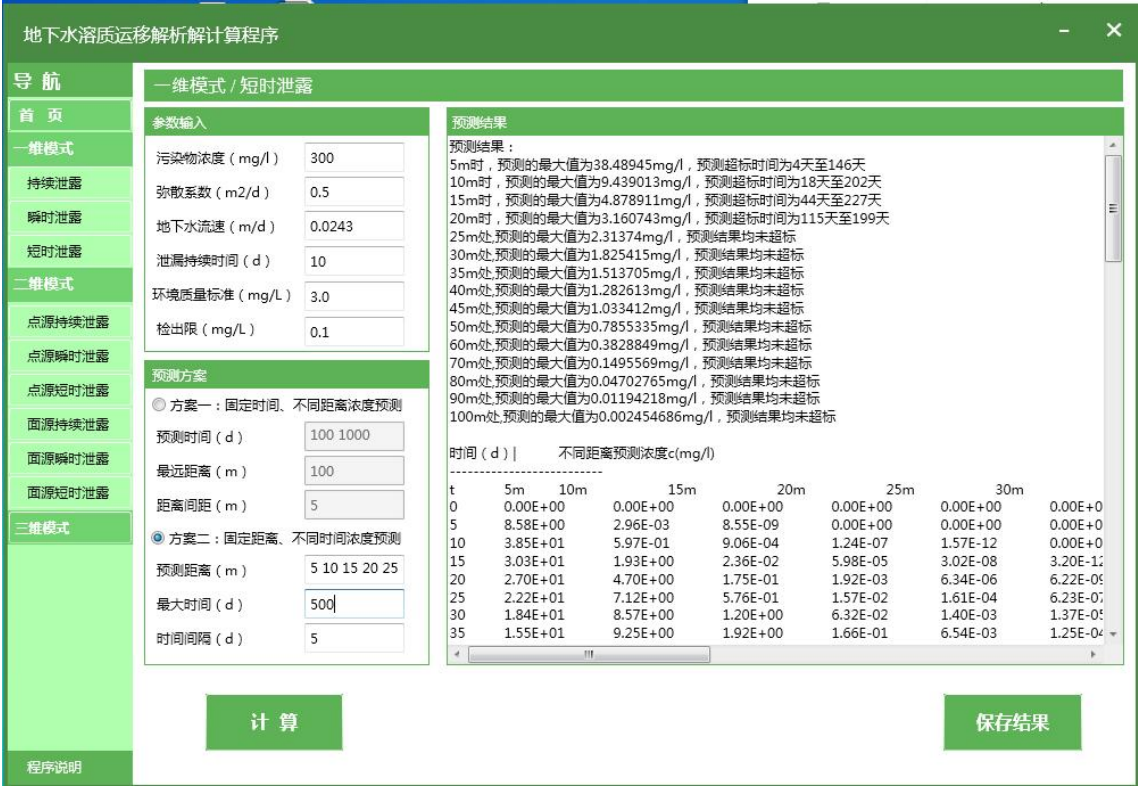 地下水溶质运移解析解计算程序
导 航
首 页
一维模式
持续泄露
瞬时泄露
短时泄露
二维模式
点源持续泄露
点源瞬时泄露
点源短时泄露
面源持续泄露
面源瞬时泄露
面源短时泄露
三维模式
程序说明
一维模式 / 短时泄露
参数输入
污染物浓度（mg/l） 300
弥散系数（m2/d） 0.5
地下水流速（m/d） 0.0243
泄漏持续时间（d） 10
环境质量标准（mg/L） 3.0
检出限（mg/L） 0.1
预测方案
方案一：固定时间、不同距离浓度预测
预测时间（d） 100 1000
最远距离（m） 100
距离间距（m） 5
方案二：固定距离、不同时间浓度预测
预测距离（m） 5 10 15 20 25
最大时间（d） 500
时间间隔（d） 5
计 算
预测结果
预测结果：
5m时，预测的最大值为38.48945mg/l，预测超标时间为4天至146天
10m时，预测的最大值为9.439013mg/l，预测超标时间为18天至202天
15m时，预测的最大值为4.878911mg/l，预测超标时间为44天至227天
20m时，预测的最大值为3.160743mg/l，预测超标时间为115天至199天
25m处,预测的最大值为2.31374mg/l，预测结果均未超标
30m处,预测的最大值为1.825415mg/l，预测结果均未超标
35m处,预测的最大值为1.513705mg/l，预测结果均未超标
40m处,预测的最大值为1.282613mg/l，预测结果均未超标
45m处,预测的最大值为1.033412mg/l，预测结果均未超标
50m处,预测的最大值为0.7855335mg/l，预测结果均未超标
60m处,预测的最大值为0.3828849mg/l，预测结果均未超标
70m处,预测的最大值为0.1495569mg/l，预测结果均未超标
80m处,预测的最大值为0.04702765mg/l，预测结果均未超标
90m处,预测的最大值为0.01194218mg/l，预测结果均未超标
100m处,预测的最大值为0.002454686mg/l，预测结果均未超标
时间（d）| 不同距离预测浓度c(mg/l)
--------------------------
t 5m 10m 15m 20m 25m 30m
0 0.00E+00 0.00E+00 0.00E+00 0.00E+00 0.00E+00 0.00E+0
5 8.58E+00 2.96E-03 8.55E-09 0.00E+00 0.00E+00 0.00E+0
10 3.85E+01 5.97E-01 9.06E-04 1.24E-07 1.57E-12 0.00E+0
15 3.03E+01 1.93E+00 2.36E-02 5.98E-05 3.02E-08 3.20E-12
20 2.70E+01 4.70E+00 1.75E-01 1.92E-03 6.34E-06 6.22E-09
25 2.22E+01 7.12E+00 5.76E-01 1.57E-02 1.61E-04 6.23E-07
30 1.84E+01 8.57E+00 1.20E+00 6.32E-02 1.40E-03 1.37E-05
35 1.55E+01 9.25E+00 1.92E+00 1.66E-01 6.54E-03 1.25E-04
保存结果